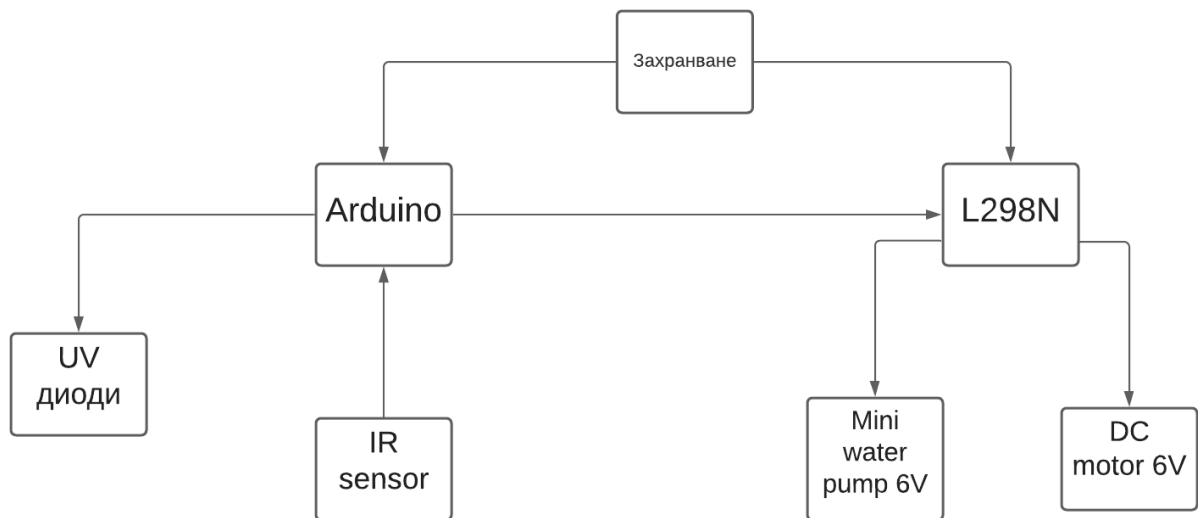 Захранване
Arduino
L298N
UV
диоди
IR
sensor
Mini
water
pump 6V
DC
motor 6V